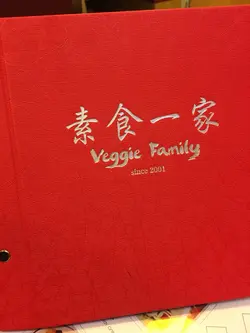 素食一家
Veggie Family
since 2001